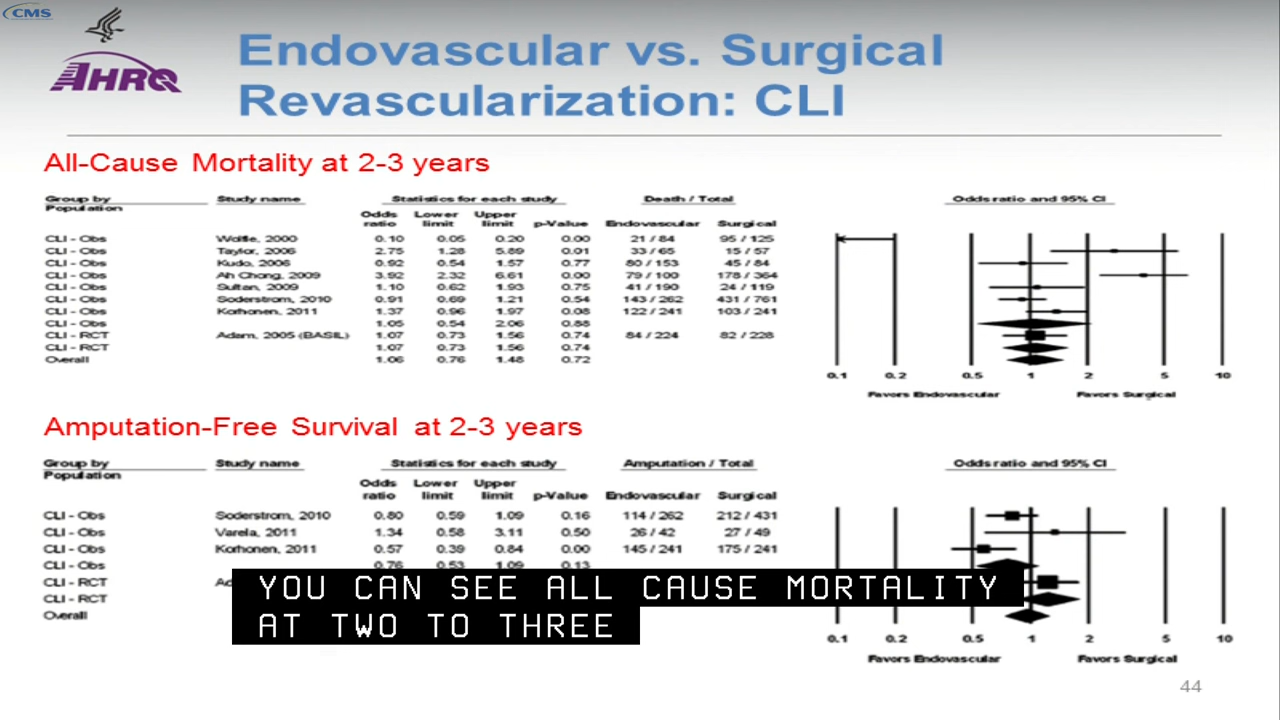 CMS
AHRQ
Endovascular vs. Surgical
Revascularization: CLI
All-Cause Mortality at 2-3 years
Group by Study name Statistics for each study Death / Total Odds ratio and 95% CI
Population
Odds Lower Upper
ratio limit limit p-Value Endovascular Surgical
CLI - Obs Wolfle, 2000 0.10 0.05 0.20 0.00 21 / 84 95 / 125
CLI - Obs Taylor, 2006 2.75 1.28 5.89 0.01 33 / 65 15 / 57
CLI - Obs Kudo, 2006 0.92 0.54 1.57 0.77 80 / 153 45 / 84
CLI - Obs Ah Chong, 2009 3.92 2.32 6.61 0.00 79 / 100 178 / 364
CLI - Obs Sultan, 2009 1.10 0.62 1.93 0.75 41 / 190 24 / 119
CLI - Obs Soderstrom, 2010 0.91 0.69 1.21 0.54 143 / 262 431 / 761
CLI - Obs Korhonen, 2011 1.37 0.96 1.97 0.08 122 / 241 103 / 241
CLI - Obs 1.05 0.54 2.06 0.88
CLI - RCT Adam, 2005 (BASIL) 1.07 0.73 1.56 0.74 84 / 224 82 / 228
CLI - RCT 1.07 0.73 1.56 0.74
Overall 1.06 0.76 1.48 0.72
0.1 0.2 0.5 1 2 5 10
Favors Endovascular Favors Surgical
Amputation-Free Survival at 2-3 years
Group by Study name Statistics for each study Amputation / Total Odds ratio and 95% CI
Population
Odds Lower Upper
ratio limit limit p-Value Endovascular Surgical
CLI - Obs Soderstrom, 2010 0.80 0.59 1.09 0.16 114 / 262 212 / 431
CLI - Obs Varela, 2011 1.34 0.58 3.11 0.50 26 / 42 27 / 49
CLI - Obs Korhonen, 2011 0.57 0.39 0.84 0.00 145 / 241 175 / 241
CLI - Obs 0.76 0.53 1.09 0.13
CLI - RCT
CLI - RCT
Overall
YOU CAN SEE ALL CAUSE MORTALITY
AT TWO TO THREE
0.1 0.2 0.5 1 2 5 10
Favors Endovascular Favors Surgical
44